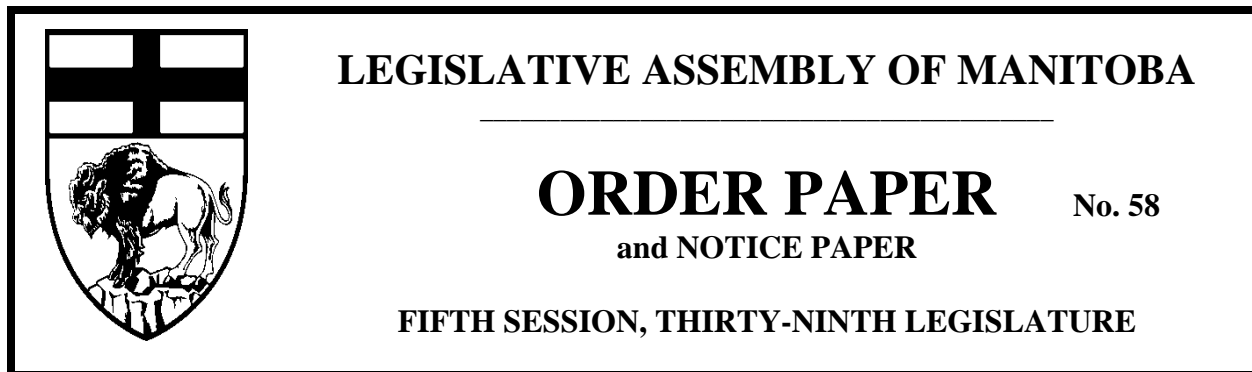 LEGISLATIVE ASSEMBLY OF MANITOBA
ORDER PAPER No. 58
and NOTICE PAPER
FIFTH SESSION, THIRTY-NINTH LEGISLATURE